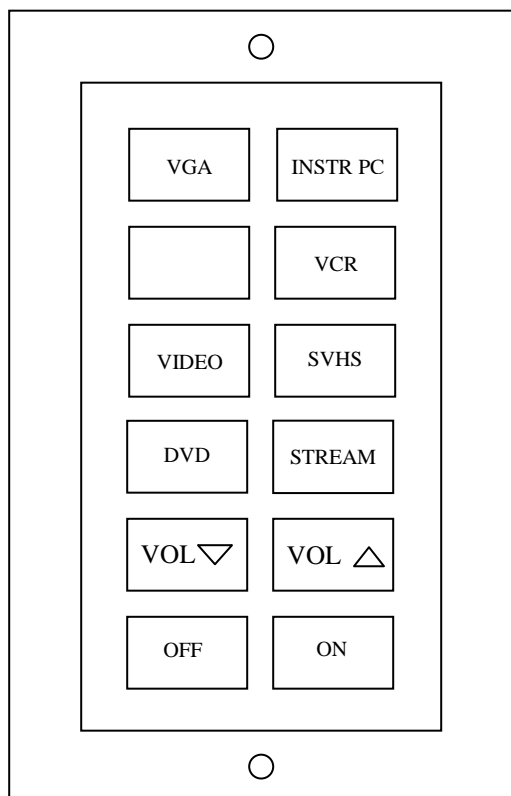 VGA
INSTR PC
VCR
VIDEO
SVHS
DVD
STREAM
VOL
VOL
OFF
ON